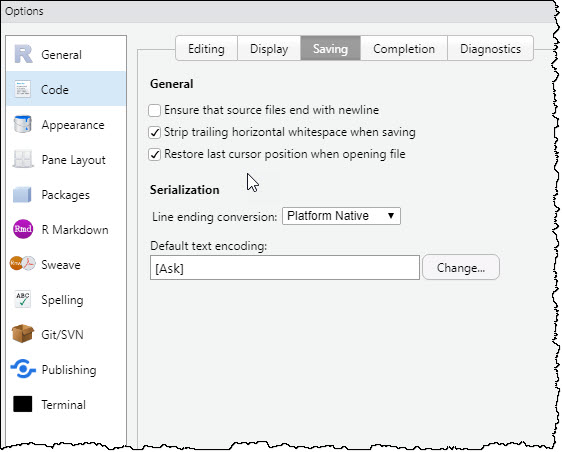 Options
General
Code
Appearance
Pane Layout
Packages
R Markdown
Sweave
Spelling
Git/SVN
Publishing
Terminal
Editing Display Saving Completion Diagnostics
General
Ensure that source files end with newline
Strip trailing horizontal whitespace when saving
Restore last cursor position when opening file
Serialization
Line ending conversion: Platform Native
Default text encoding:
[Ask] Change...
R
Rmd
ABC